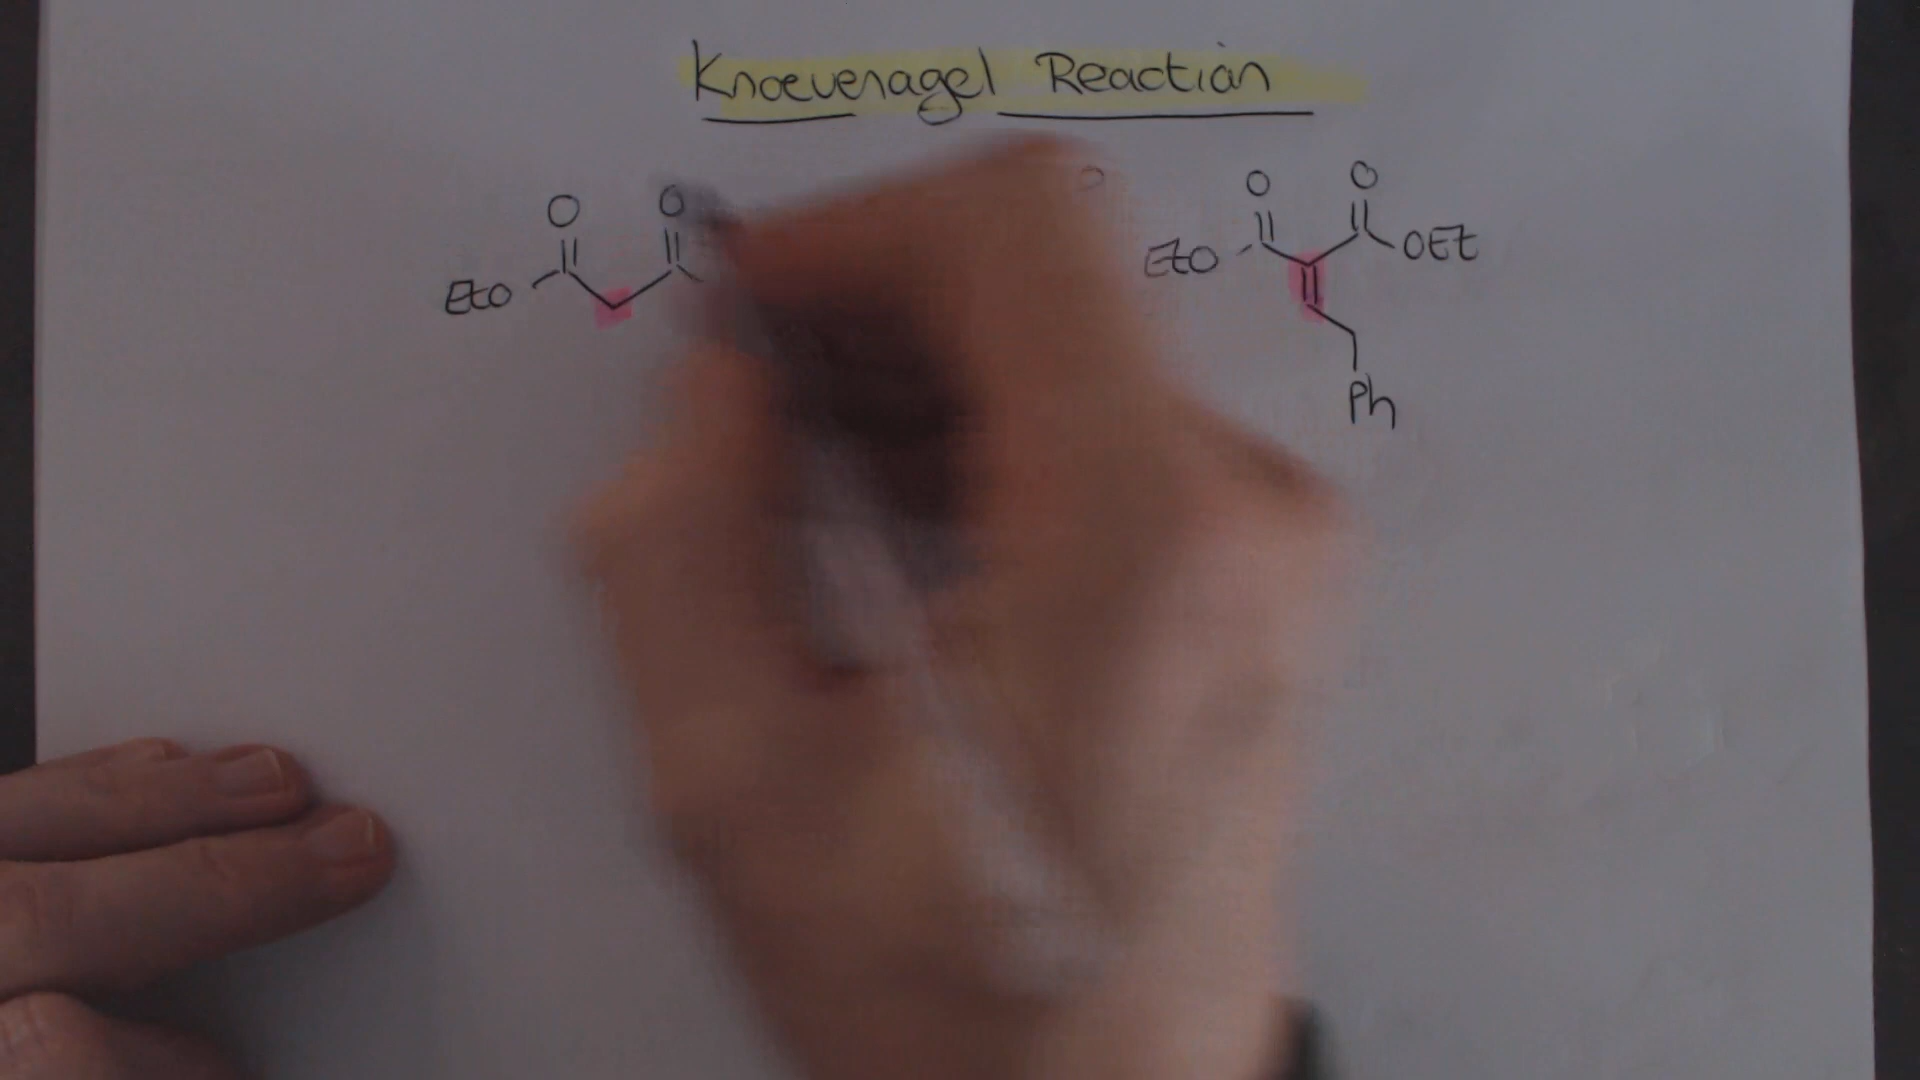 Knoevenagel Reaction
O O O O
EtO EtO OEt
Ph